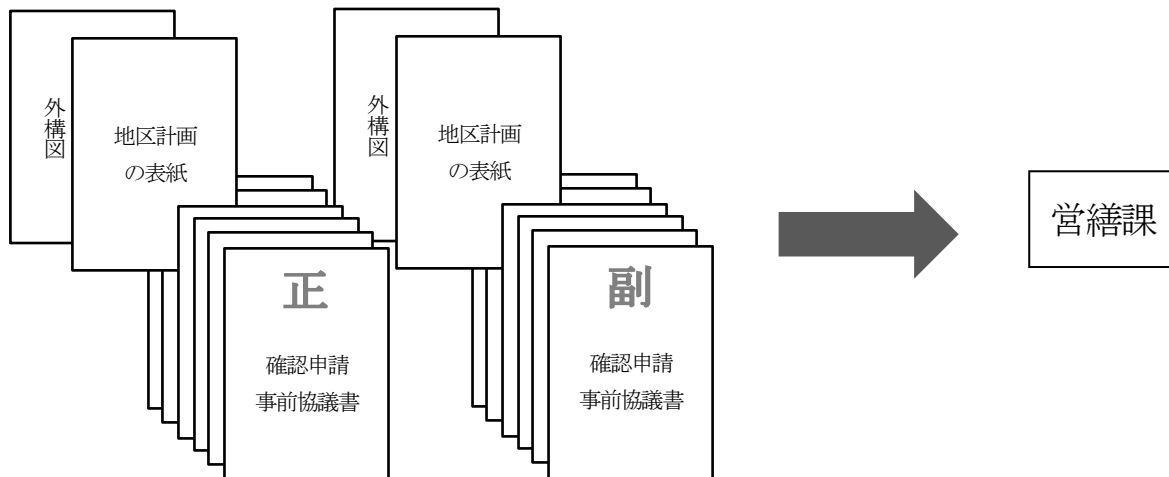 外構図
地区計画
の表紙
正
確認申請
事前協議書
外構図
地区計画
の表紙
副
確認申請
事前協議書
営繕課